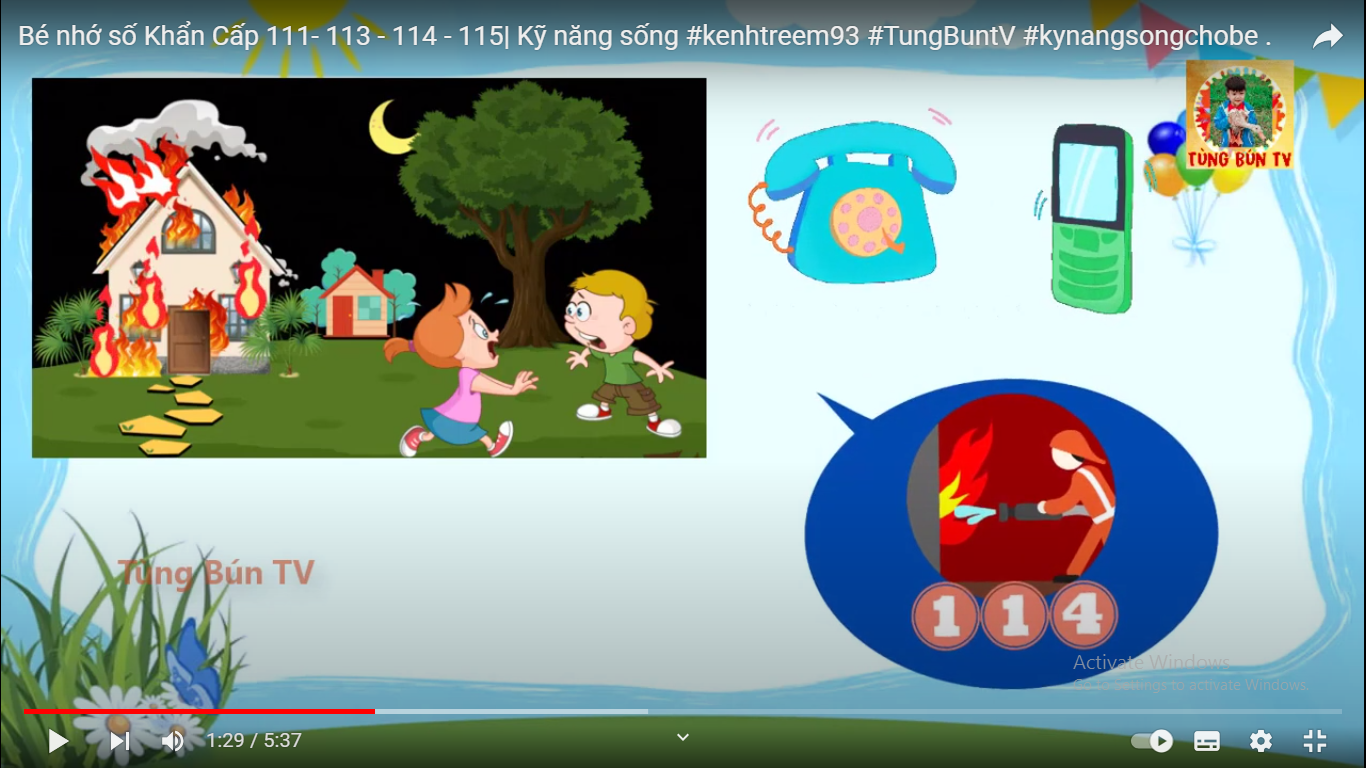 Bé nhớ số Khẩn Cấp 111- 113 - 114 - 115| Kỹ năng sống #kenhtreem93 #TungBuntV #kynangsongchobe .
TÙNG BÚN TV
Tùng Bún TV
114
Activate Windows
Go to Settings to activate Windows.
1:29 / 5:37